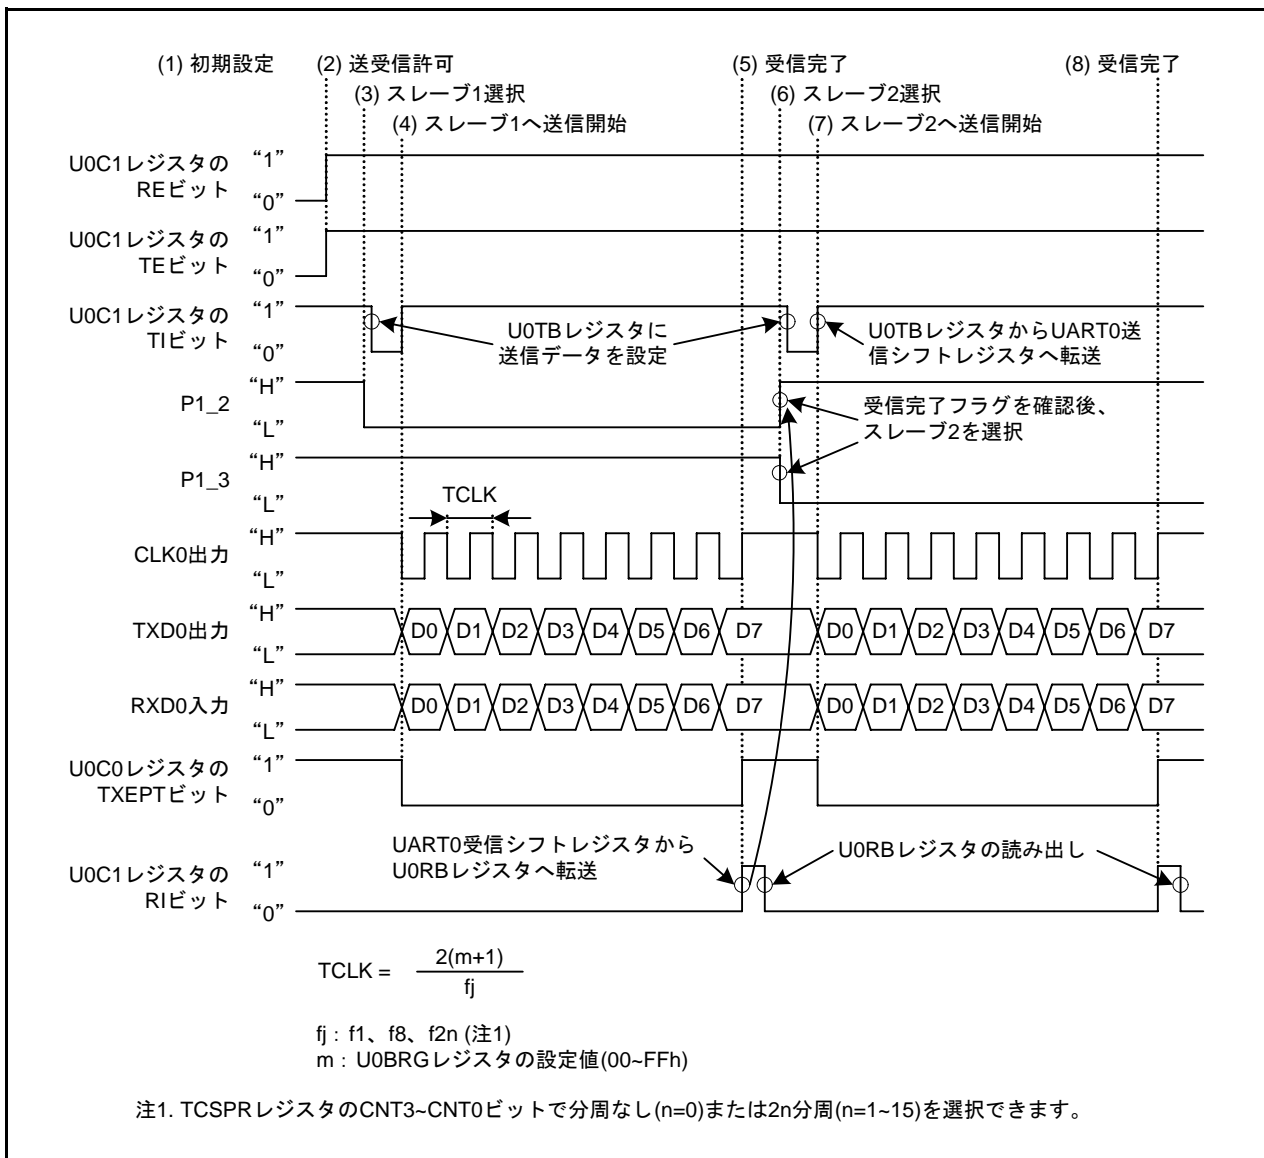 (1) 初期設定 (2) 送受信許可 (5) 受信完了 (8) 受信完了
(3) スレーブ1選択 (6) スレーブ2選択
(4) スレーブ1へ送信開始 (7) スレーブ2へ送信開始
U0C1レジスタの
REビット
“1”
“0”
U0C1レジスタの
TEビット
“1”
“0”
U0C1レジスタの
TIビット
“1”
“0”
U0TBレジスタに
送信データを設定
U0TBレジスタからUART0送
信シフトレジスタへ転送
P1_2
“H”
“L”
受信完了フラグを確認後、
スレーブ2を選択
P1_3
“H”
“L”
TCLK
CLK0出力
“H”
“L”
TXD0出力
“H”
“L”
D0 D1 D2 D3 D4 D5 D6 D7 D0 D1 D2 D3 D4 D5 D6 D7
RXD0入力
“H”
“L”
D0 D1 D2 D3 D4 D5 D6 D7 D0 D1 D2 D3 D4 D5 D6 D7
U0C0レジスタの
TXEPTビット
“1”
“0”
UART0受信シフトレジスタから
U0RBレジスタへ転送
U0RBレジスタの読み出し
U0C1レジスタの
RIビット
“1”
“0”
TCLK = 2(m+1)
fj
fj : f1、f8、f2n (注1)
m : U0BRGレジスタの設定値(00~FFh)
注1. TCSPRレジスタのCNT3~CNT0ビットで分周なし(n=0)または2n分周(n=1~15)を選択できます。